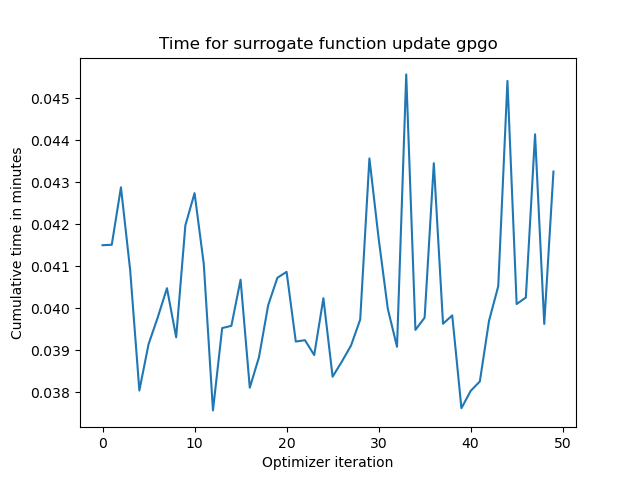 Time for surrogate function update gpgo
0.045
0.044
0.043
0.042
0.041
0.040
0.039
0.038
Cumulative time in minutes
0 10 20 30 40 50
Optimizer iteration